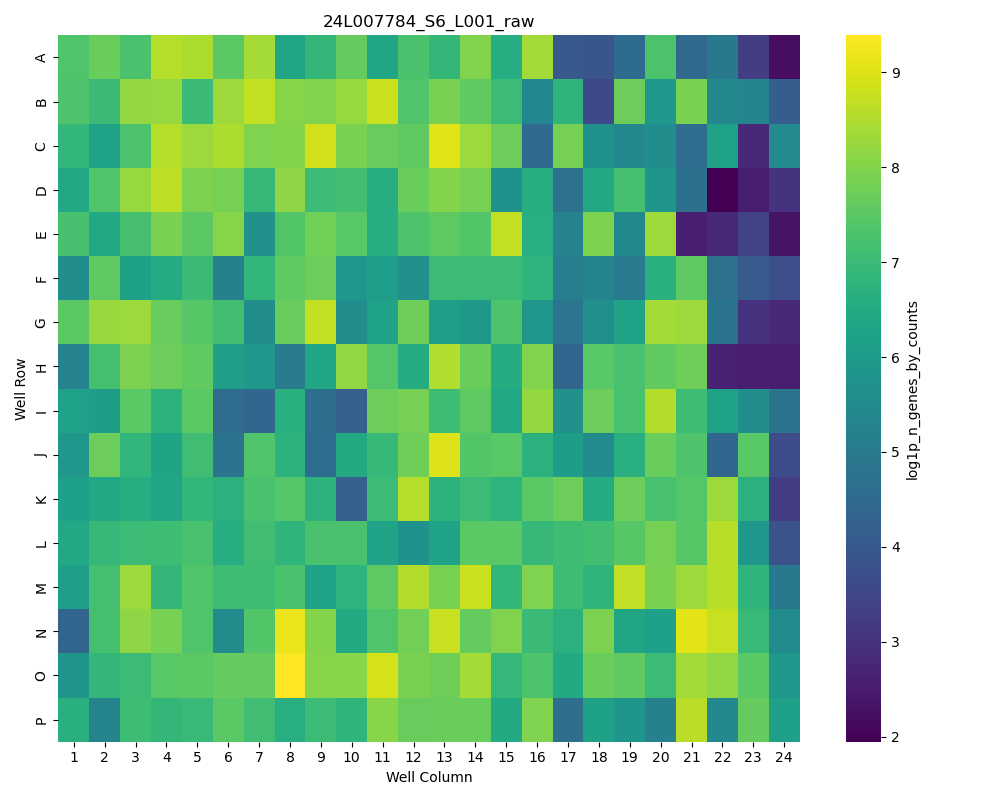 24L007784_S6_L001_raw
A
B
C
D
E
F
G
H
I
J
K
L
M
N
O
P
Well Row
1 2 3 4 5 6 7 8 9 10 11 12 13 14 15 16 17 18 19 20 21 22 23 24
Well Column
9
8
7
6
5
4
3
2
log1p_n_genes_by_counts